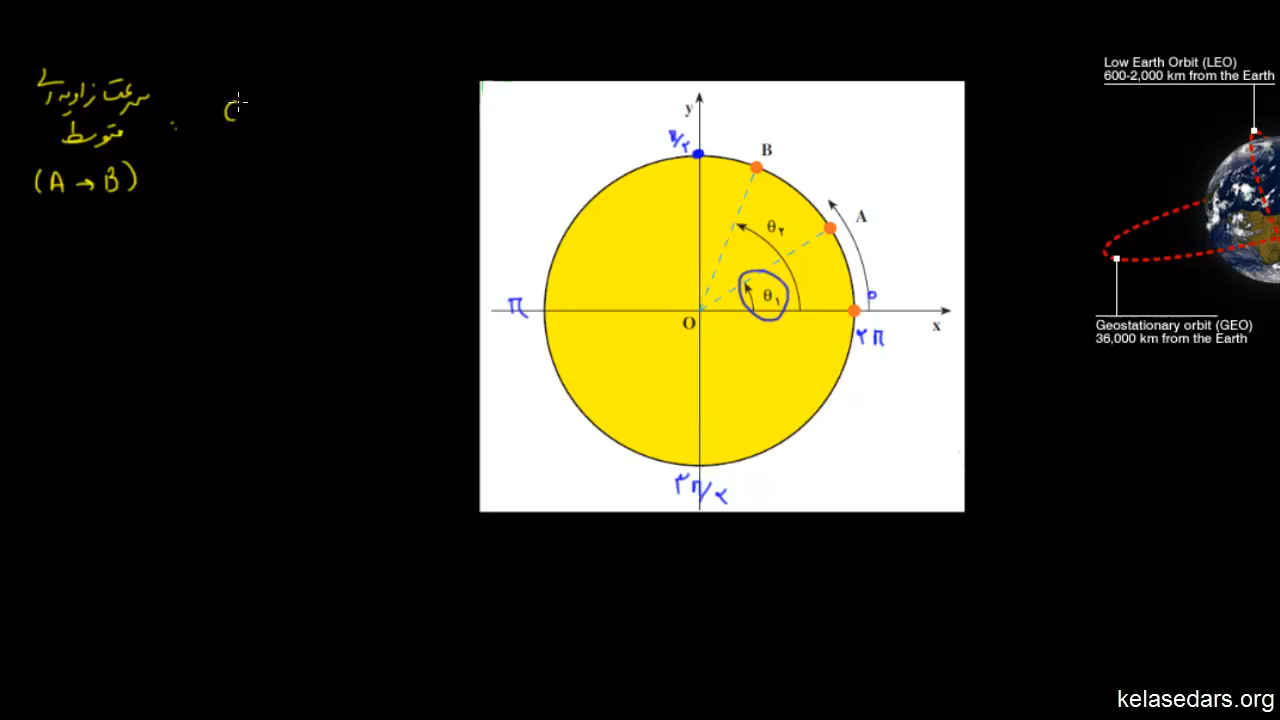 سرعت زاویه ای
متوسط :
(A → B)
y
π/۲
B
A
θ۲
θ۱
۰
π
O
x
۲π
۳π/۲
Low Earth Orbit (LEO)
600-2,000 km from the Earth
Geostationary orbit (GEO)
36,000 km from the Earth
kelasedars.org